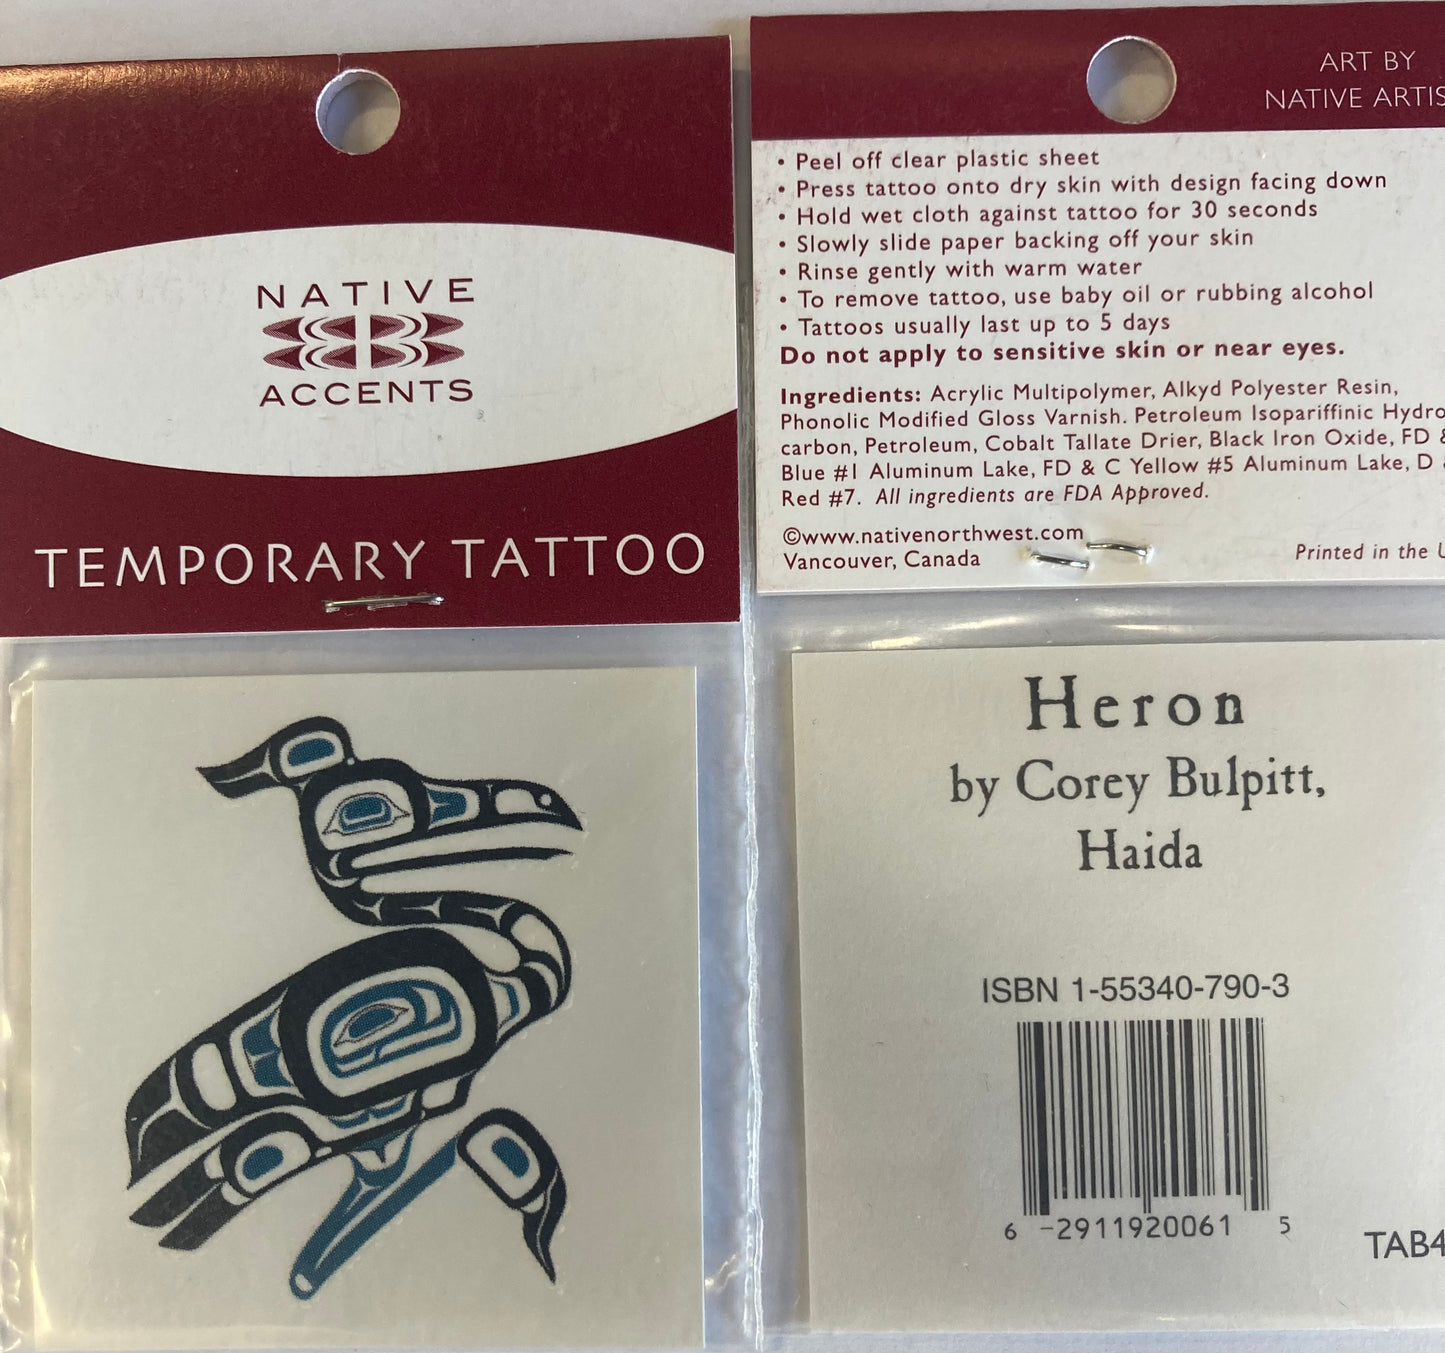 NATIVE
ACCENTS
TEMPORARY TATTOO
ART BY
NATIVE ARTIS
• Peel off clear plastic sheet
• Press tattoo onto dry skin with design facing down
• Hold wet cloth against tattoo for 30 seconds
• Slowly slide paper backing off your skin
• Rinse gently with warm water
• To remove tattoo, use baby oil or rubbing alcohol
• Tattoos usually last up to 5 days
Do not apply to sensitive skin or near eyes.
Ingredients: Acrylic Multipolymer, Alkyd Polyester Resin,
Phonolic Modified Gloss Varnish. Petroleum Isopariffinic Hydro
carbon, Petroleum, Cobalt Tallate Drier, Black Iron Oxide, FD &
Blue #1 Aluminum Lake, FD & C Yellow #5 Aluminum Lake, D
Red #7. All ingredients are FDA Approved.
©www.nativenorthwest.com
Vancouver, Canada
Printed in the U
Heron
by Corey Bulpitt,
Haida
ISBN 1-55340-790-3
6 -2911920061 5
TAB4